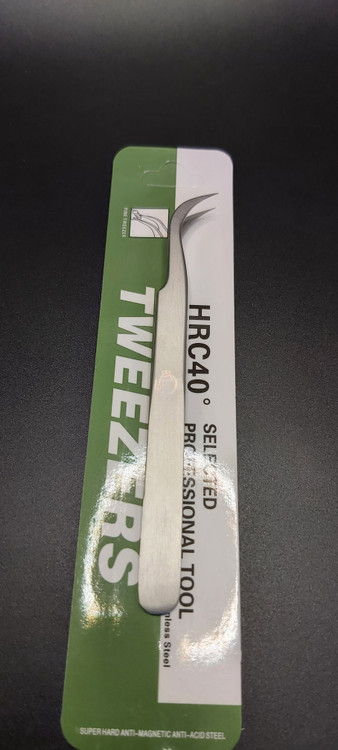 TWEEZERS
HRC40°
SELECTED
PROFESSIONAL TOOL
Steel
SUPER HARD ANTI-MAGNETIC ANTI-ACID STEEL